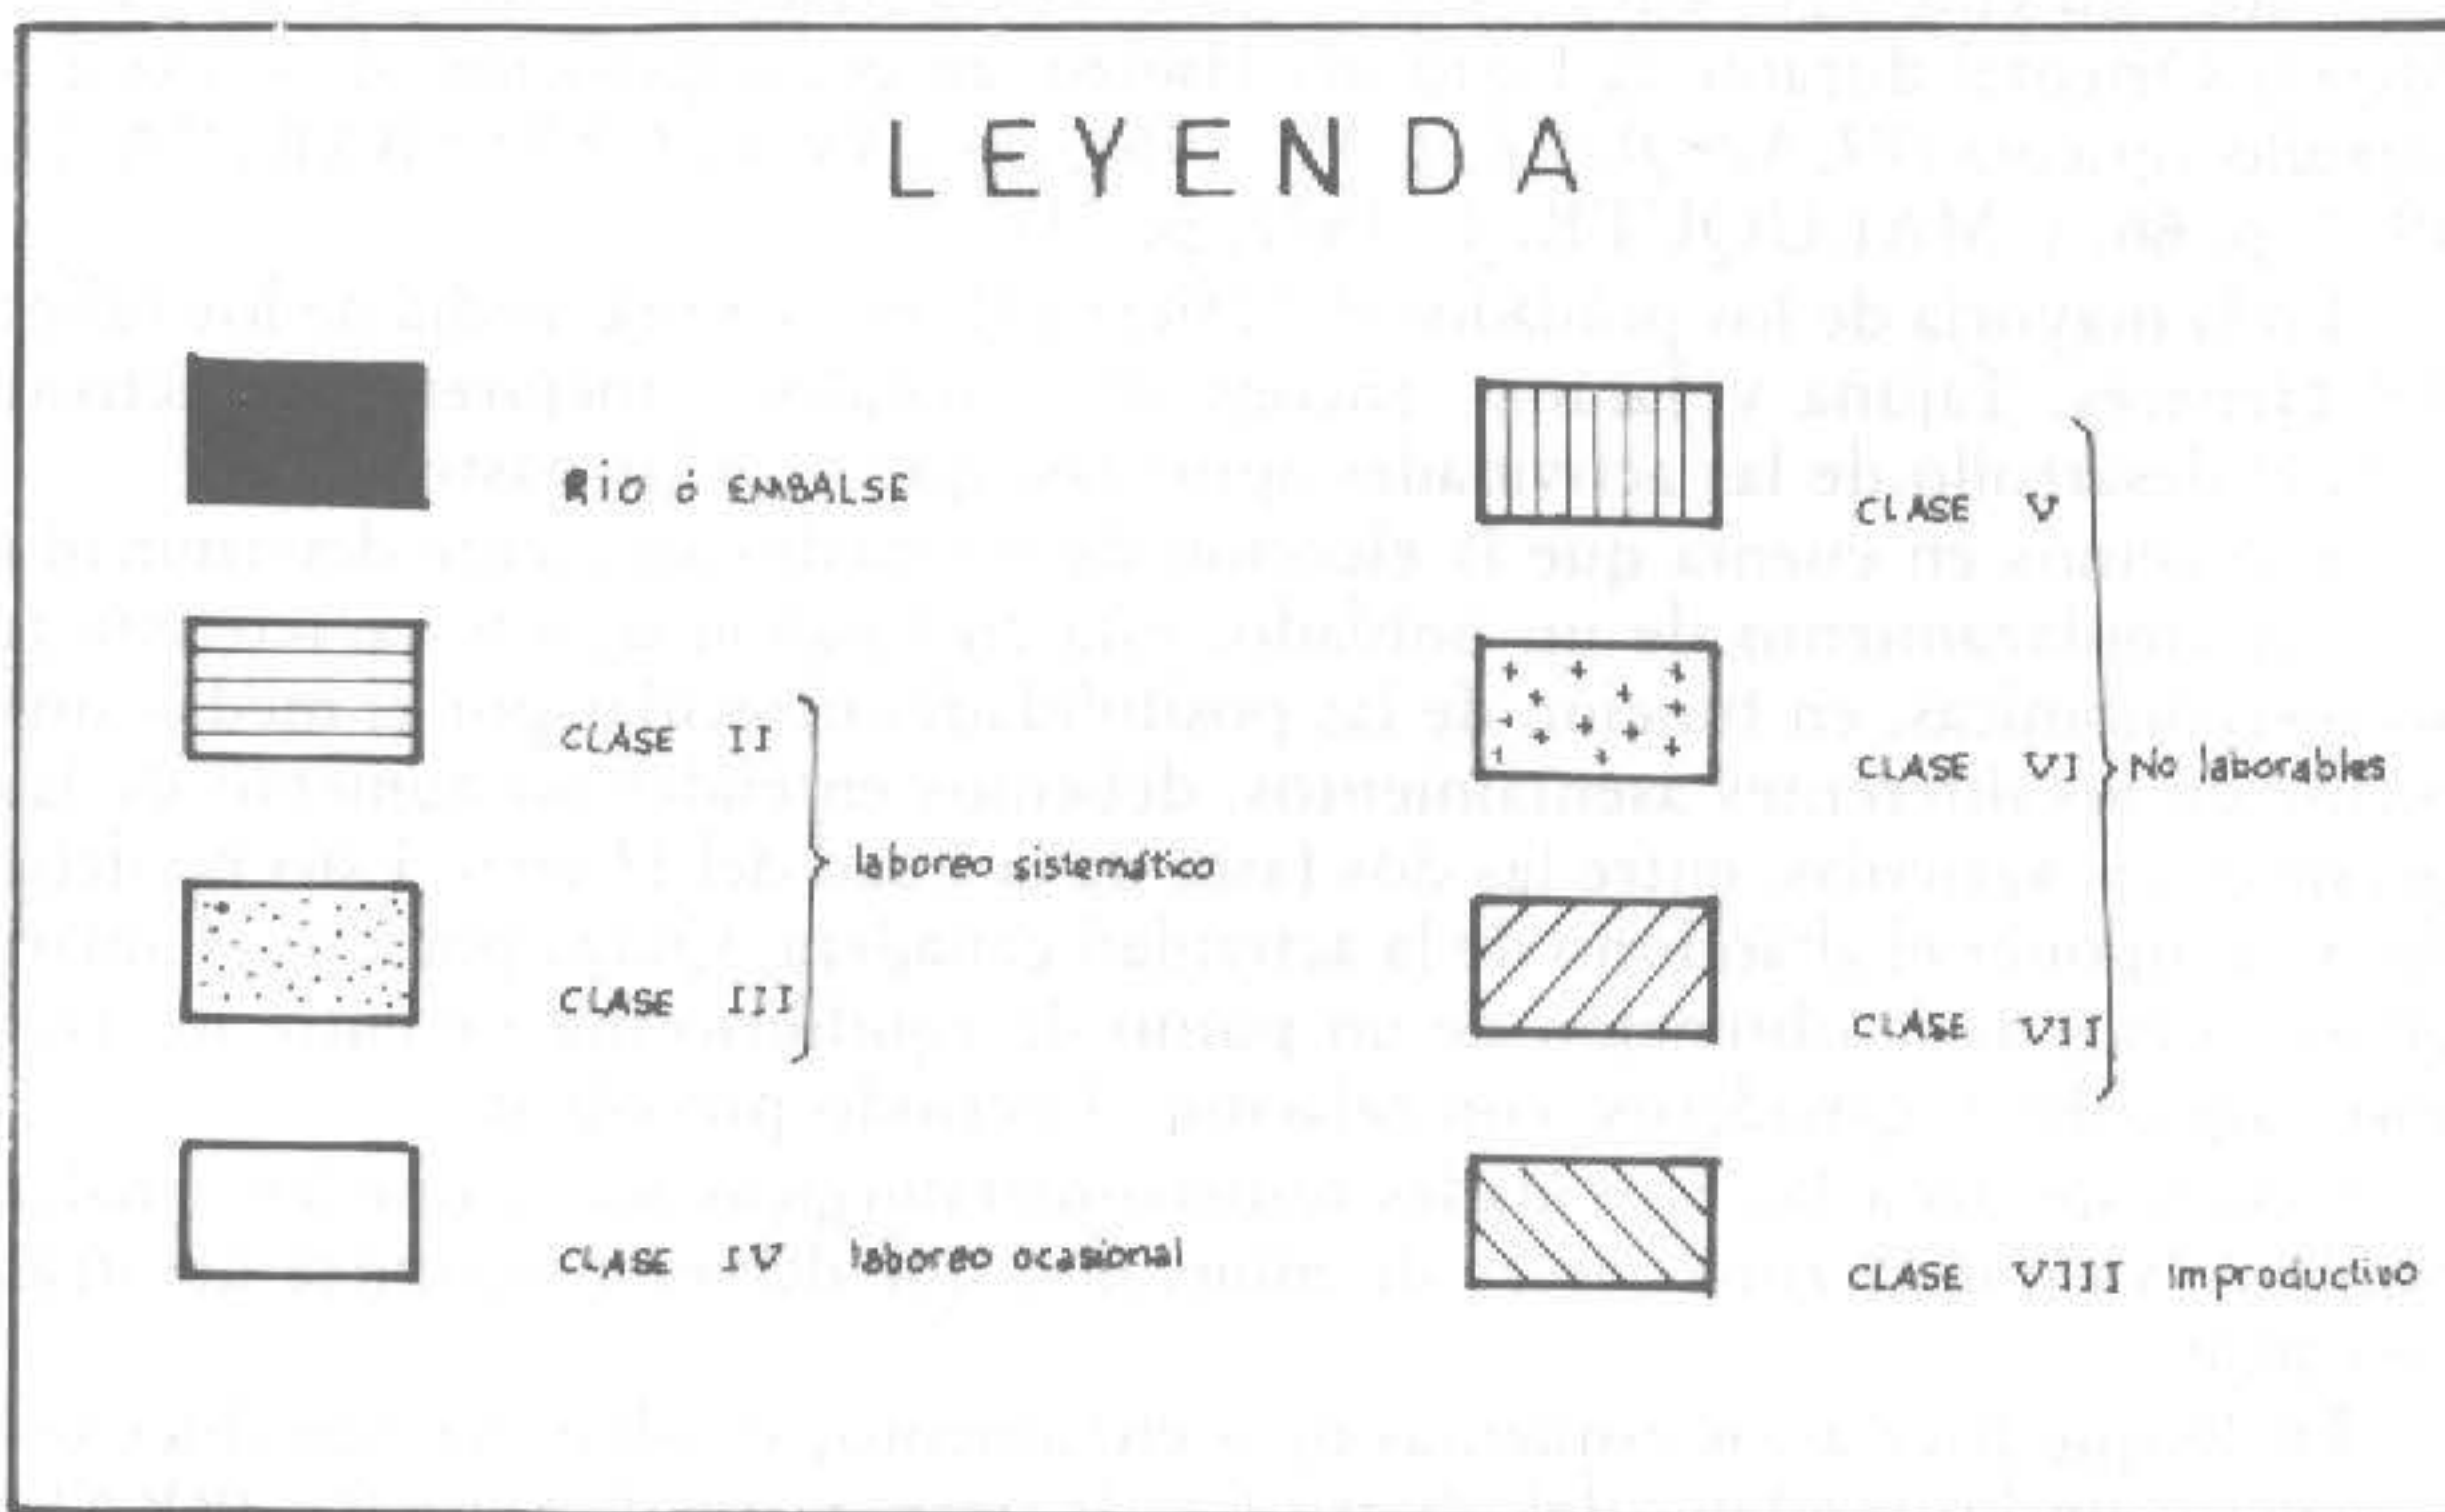 LEYENDA
RiO ó EMBALSE
CLASE II
laboreo sistemático
CLASE III
CLASE IV laboreo ocasional
CLASE V
CLASE VI
No laborables
CLASE VII
CLASE VIII Improductivo